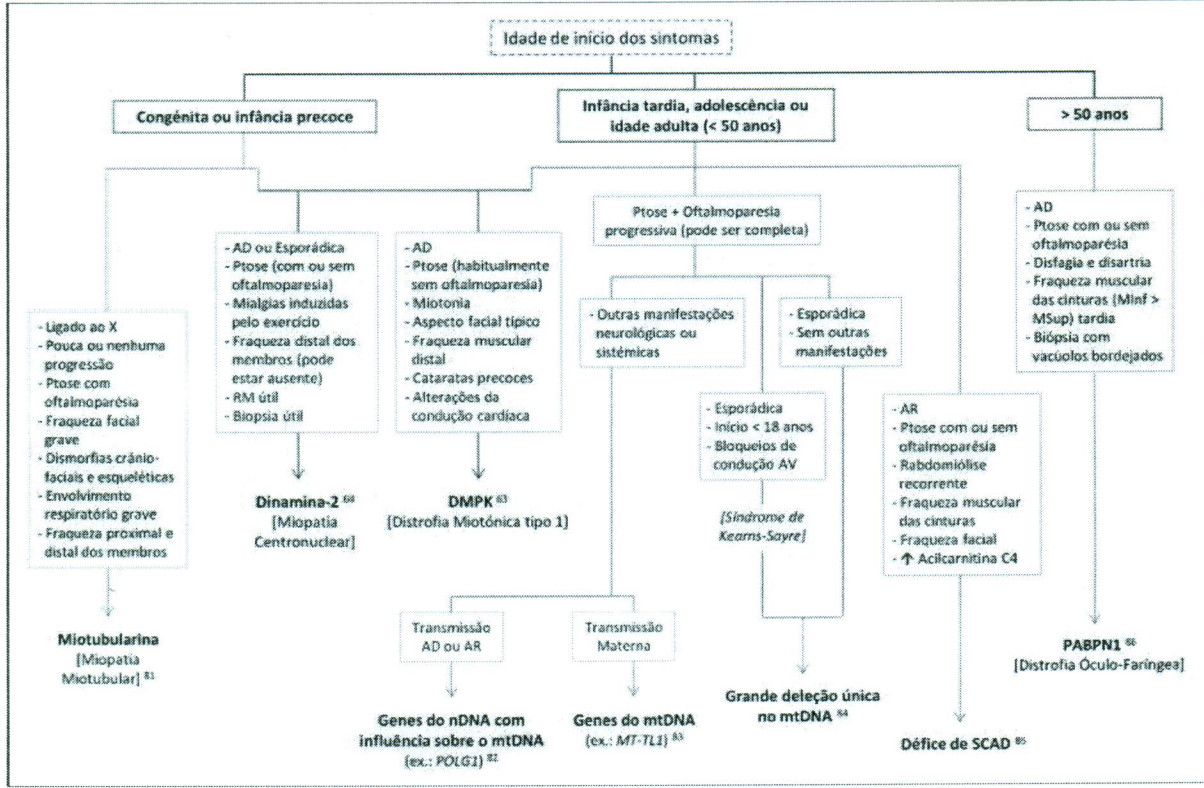 Idade de início dos sintomas
Congénita ou infância precoce
Infância tardia, adolescência ou
idade adulta (< 50 anos)
> 50 anos
- Ligado ao X
- Pouca ou nenhuma
progressão
- Ptose com
oftalmoparésia
- Fraqueza facial
grave
- Dismorfias crânio-
faciais e esqueléticas
- Envolvimento
respiratório grave
- Fraqueza proximal e
distal dos membros
Miotubularina
[Miopatia
Miotubular] 81
- AD ou Esporádica
- Ptose (com ou sem
oftalmoparesia)
- Mialgias induzidas
pelo exercício
- Fraqueza distal dos
membros (pode
estar ausente)
- RM útil
- Biopsia útil
Dinamina-2
[Miopatia
Centronuclear]
- AD
- Ptose (habitualmente
sem oftalmoparesia)
- Miotonia
- Aspecto facial típico
- Fraqueza muscular
distal
- Cataratas precoces
- Alterações da
condução cardíaca
DMPK 63
[Distrofia Miotónica tipo 1]
Ptose + Oftalmoparesia
progressiva (pode ser completa)
- Outras manifestações
neurológicas ou
sistémicas
Transmissão
AD ou AR
Genes do nDNA com
influência sobre o mtDNA
(ex.: POLG1) 82
Transmissão
Materna
Genes do mtDNA
(ex.: MT-TL1) 83
- Esporádica
- Início < 18 anos
- Bloqueios de
condução AV
[Síndrome de
Kearns-Sayre]
- Esporádica
- Sem outras
manifestações
Grande deleção única
no mtDNA 84
- AR
- Ptose com ou sem
oftalmoparésia
- Rabdomiólise
recorrente
- Fraqueza muscular
das cinturas
- Fraqueza facial
- ↑ Acilcarnitina C4
Défice de SCAD 85
- AD
- Ptose com ou sem
oftalmoparésia
- Disfagia e disartria
- Fraqueza muscular
das cinturas (MInf >
MSup) tardia
- Biópsia com
vacúolos bordejados
PABPN1 86
[Distrofia Óculo-Faríngea]